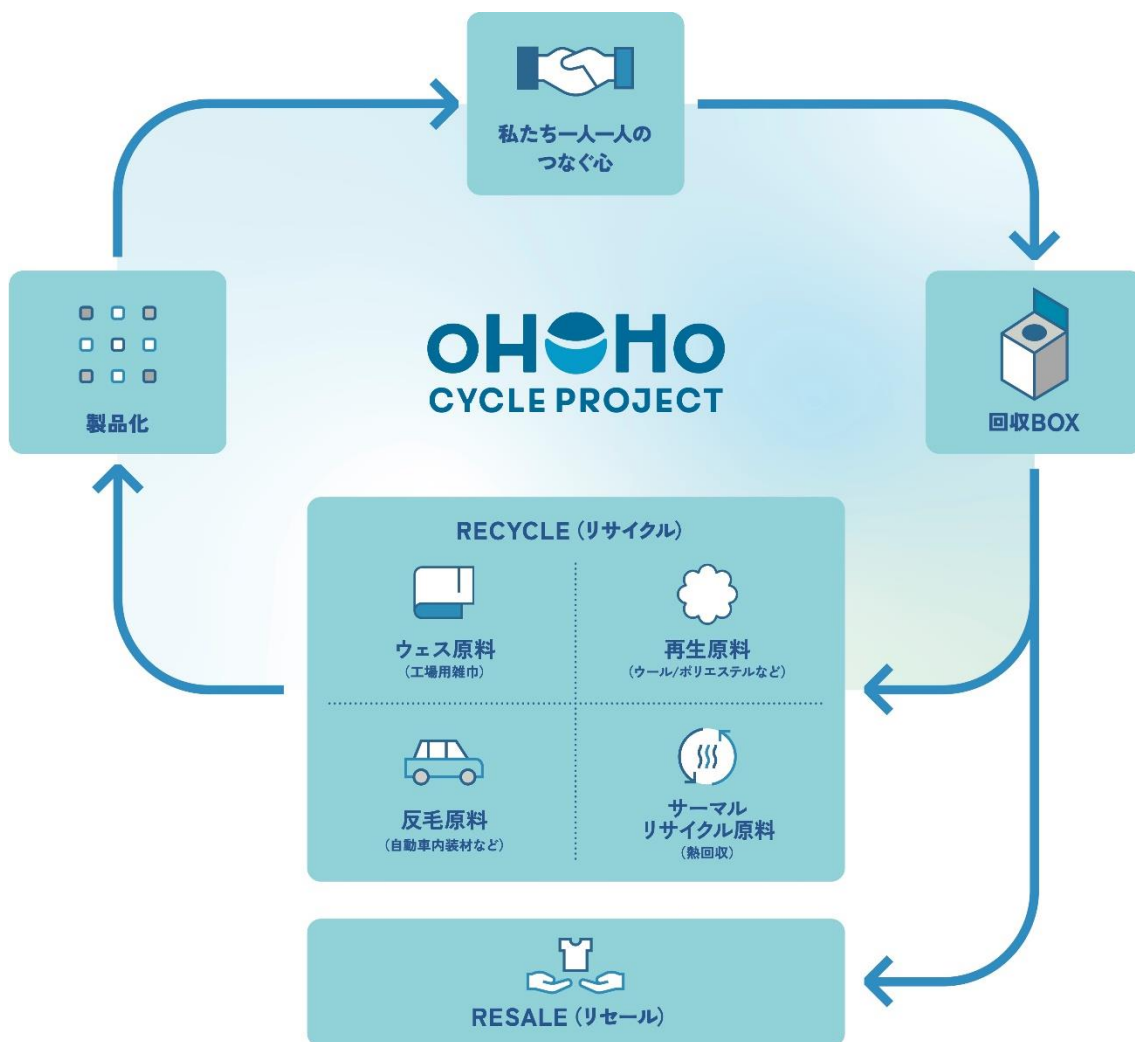 私たち一人一人の
つなぐ心
製品化
oHoHo
CYCLE PROJECT
回収BOX
RECYCLE（リサイクル）
ウェス原料
（工場用雑巾）
再生原料
（ウール/ポリエステルなど）
反毛原料
（自動車内装材など）
サーマル
リサイクル原料
（熱回収）
RESALE（リセール）